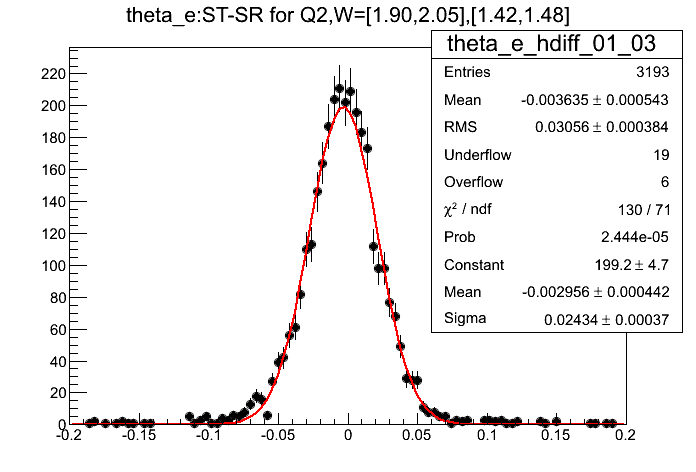 theta_e:ST-SR for Q2,W=[1.90,2.05],[1.42,1.48]
theta_e_hdiff_01_03
Entries 3193
Mean -0.003635 ± 0.000543
RMS 0.03056 ± 0.000384
Underflow 19
Overflow 6
χ² / ndf 130 / 71
Prob 2.444e-05
Constant 199.2 ± 4.7
Mean -0.002956 ± 0.000442
Sigma 0.02434 ± 0.00037
220
200
180
160
140
120
100
80
60
40
20
0
-0.2 -0.15 -0.1 -0.05 0 0.05 0.1 0.15 0.2